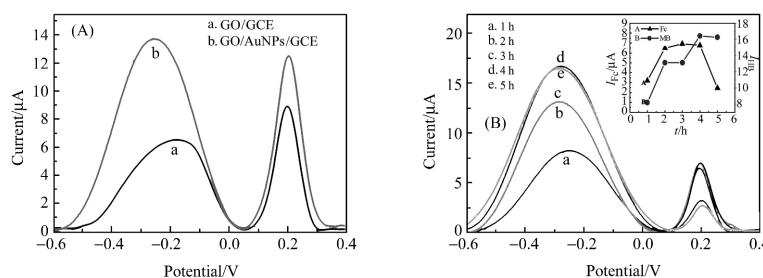 (A)
a. GO/GCE
b. GO/AuNPs/GCE
14
12
10
8
6
4
2
0
Current/μA
b
a
−0.6 −0.4 −0.2 0.0 0.2 0.4
Potential/V
(B)
a. 1 h
b. 2 h
c. 3 h
d. 4 h
e. 5 h
20
15
10
5
0
Current/μA
d
e
c
b
a
−0.6 −0.4 −0.2 0.0 0.2 0.4
Potential/V
A Fc
B MB
8
7
6
5
4
3
2
1
0
I Fc/μA
16
14
12
10
8
A
B
0 1 2 3 4 5 6
t/h